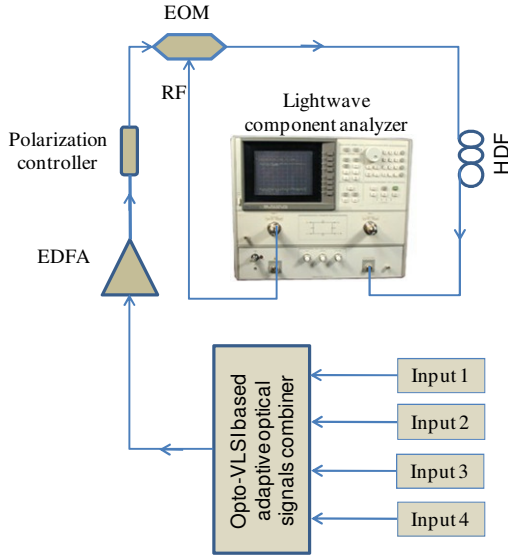 EOM
RF
Lightwave
component analyzer
Polarization
controller
HDF
EDFA
Opto-VLSI based
adaptive optical
signals combiner
Input 1
Input 2
Input 3
Input 4